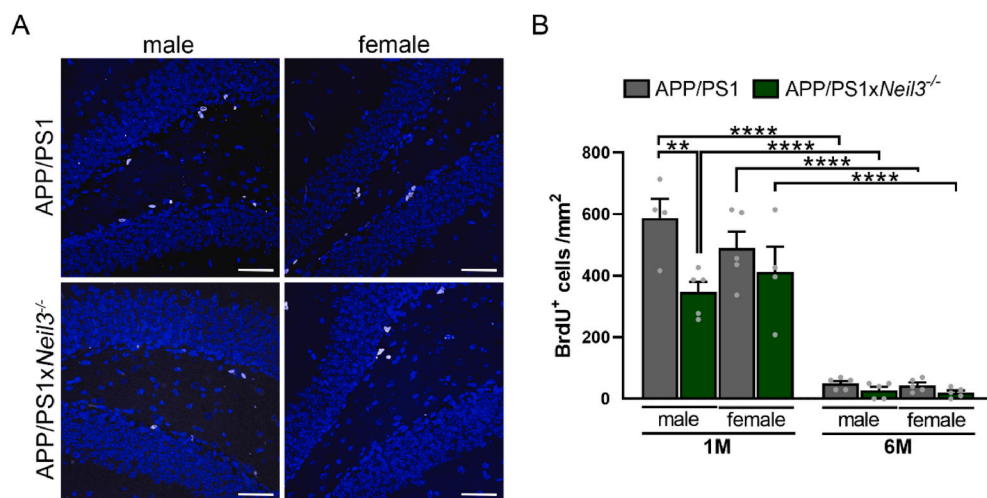 A
male female
APP/PS1
APP/PS1xNeil3-/-
B
APP/PS1 APP/PS1xNeil3-/-
****
** ****
****
****
BrdU+ cells /mm2
800
600
400
200
0
male female male female
1M 6M